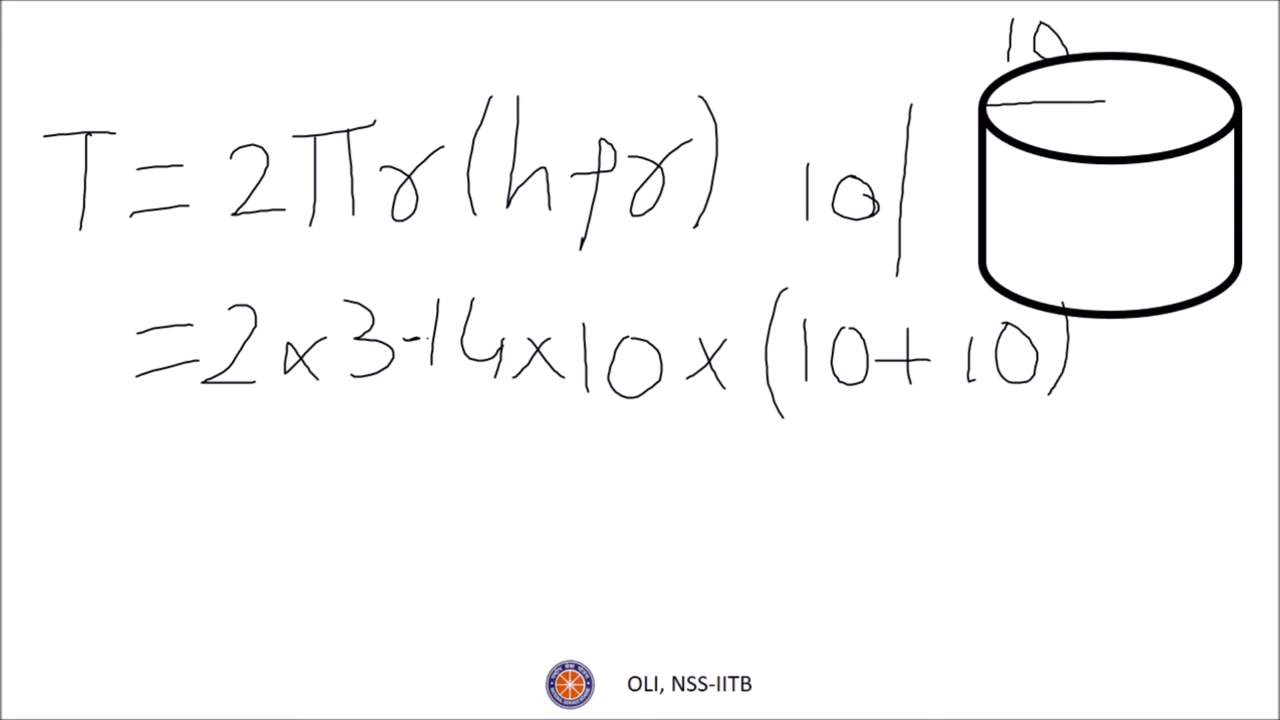 10
T = 2πr(h+r) 10
= 2 x 3.14 x 10 x (10 + 10)
OLI, NSS-IITB